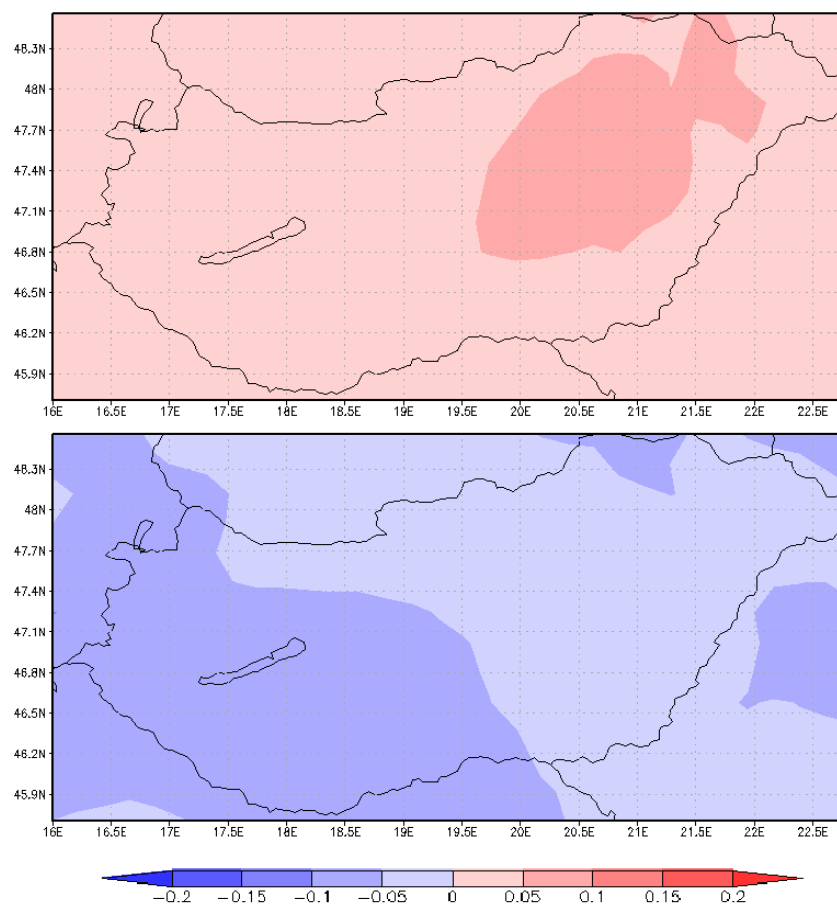 48.3N
48N
47.7N
47.4N
47.1N
46.8N
46.5N
46.2N
45.9N
16E 16.5E 17E 17.5E 18E 18.5E 19E 19.5E 20E 20.5E 21E 21.5E 22E 22.5E
48.3N
48N
47.7N
47.4N
47.1N
46.8N
46.5N
46.2N
45.9N
16E 16.5E 17E 17.5E 18E 18.5E 19E 19.5E 20E 20.5E 21E 21.5E 22E 22.5E
−0.2 −0.15 −0.1 −0.05 0 0.05 0.1 0.15 0.2